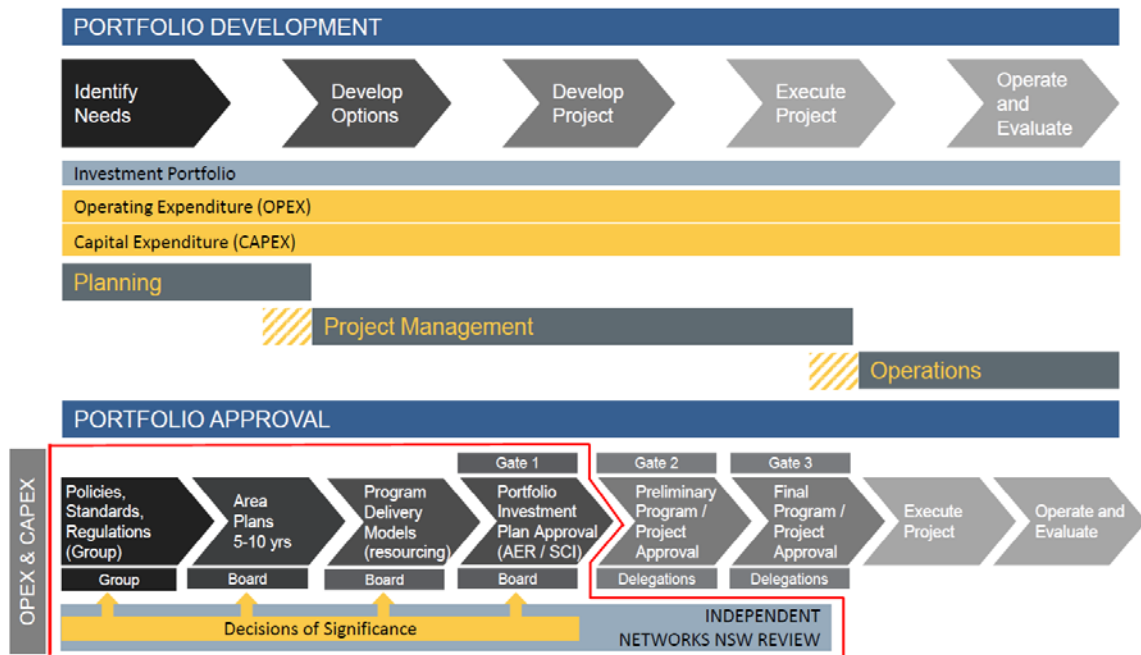 PORTFOLIO DEVELOPMENT
Identify
Needs
Develop
Options
Develop
Project
Execute
Project
Operate
and
Evaluate
Investment Portfolio
Operating Expenditure (OPEX)
Capital Expenditure (CAPEX)
Planning
Project Management
Operations
PORTFOLIO APPROVAL
OPEX & CAPEX
Gate 1
Gate 2
Gate 3
Policies,
Standards,
Regulations
(Group)
Area
Plans
5-10 yrs
Program
Delivery
Models
(resourcing)
Portfolio
Investment
Plan Approval
(AER / SCI)
Preliminary
Program /
Project
Approval
Final
Program /
Project
Approval
Execute
Project
Operate and
Evaluate
Group
Board
Board
Board
Delegations
Delegations
Decisions of Significance
INDEPENDENT
NETWORKS NSW REVIEW